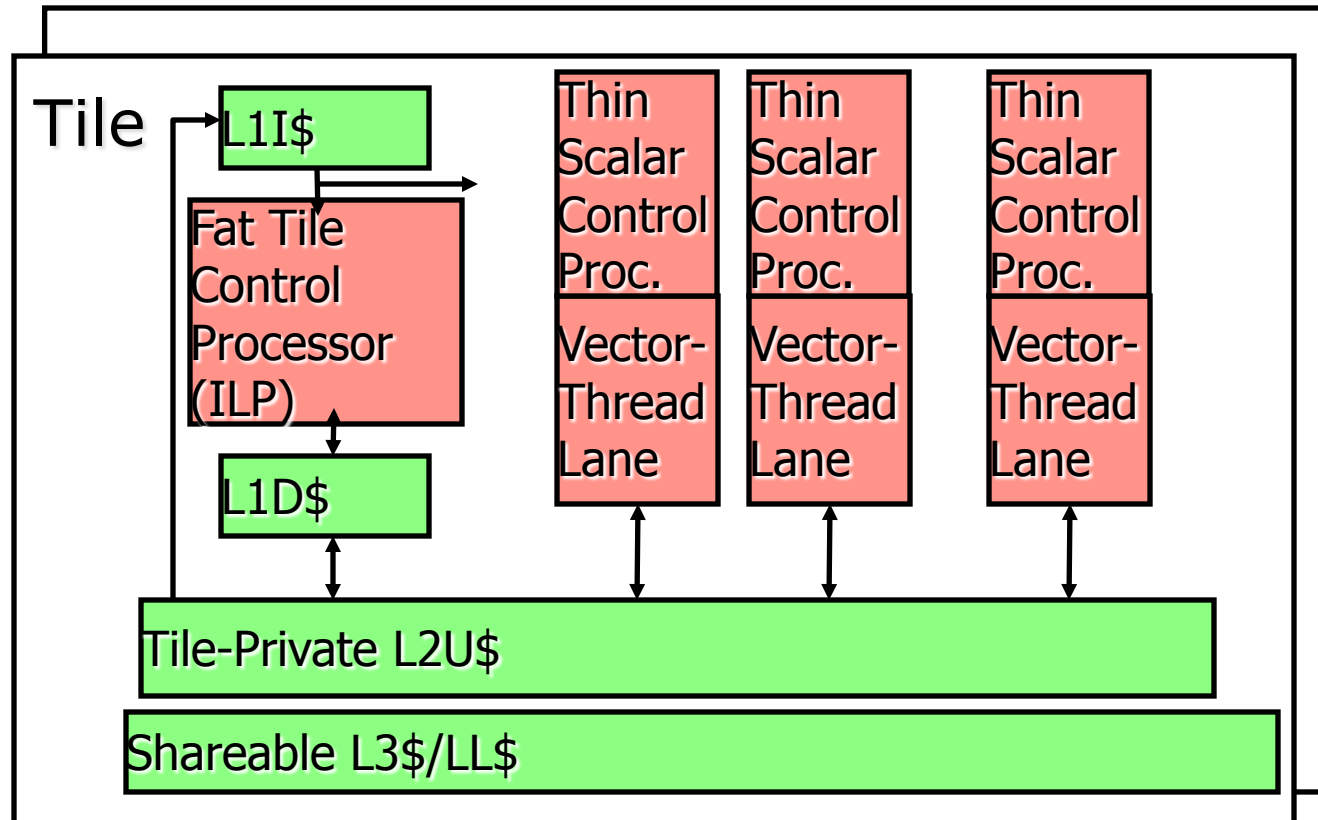 Tile
L1I$
Fat Tile
Control
Processor
(ILP)
L1D$
Thin
Scalar
Control
Proc.
Vector-
Thread
Lane
Thin
Scalar
Control
Proc.
Vector-
Thread
Lane
Thin
Scalar
Control
Proc.
Vector-
Thread
Lane
Tile-Private L2U$
Shareable L3$/LL$